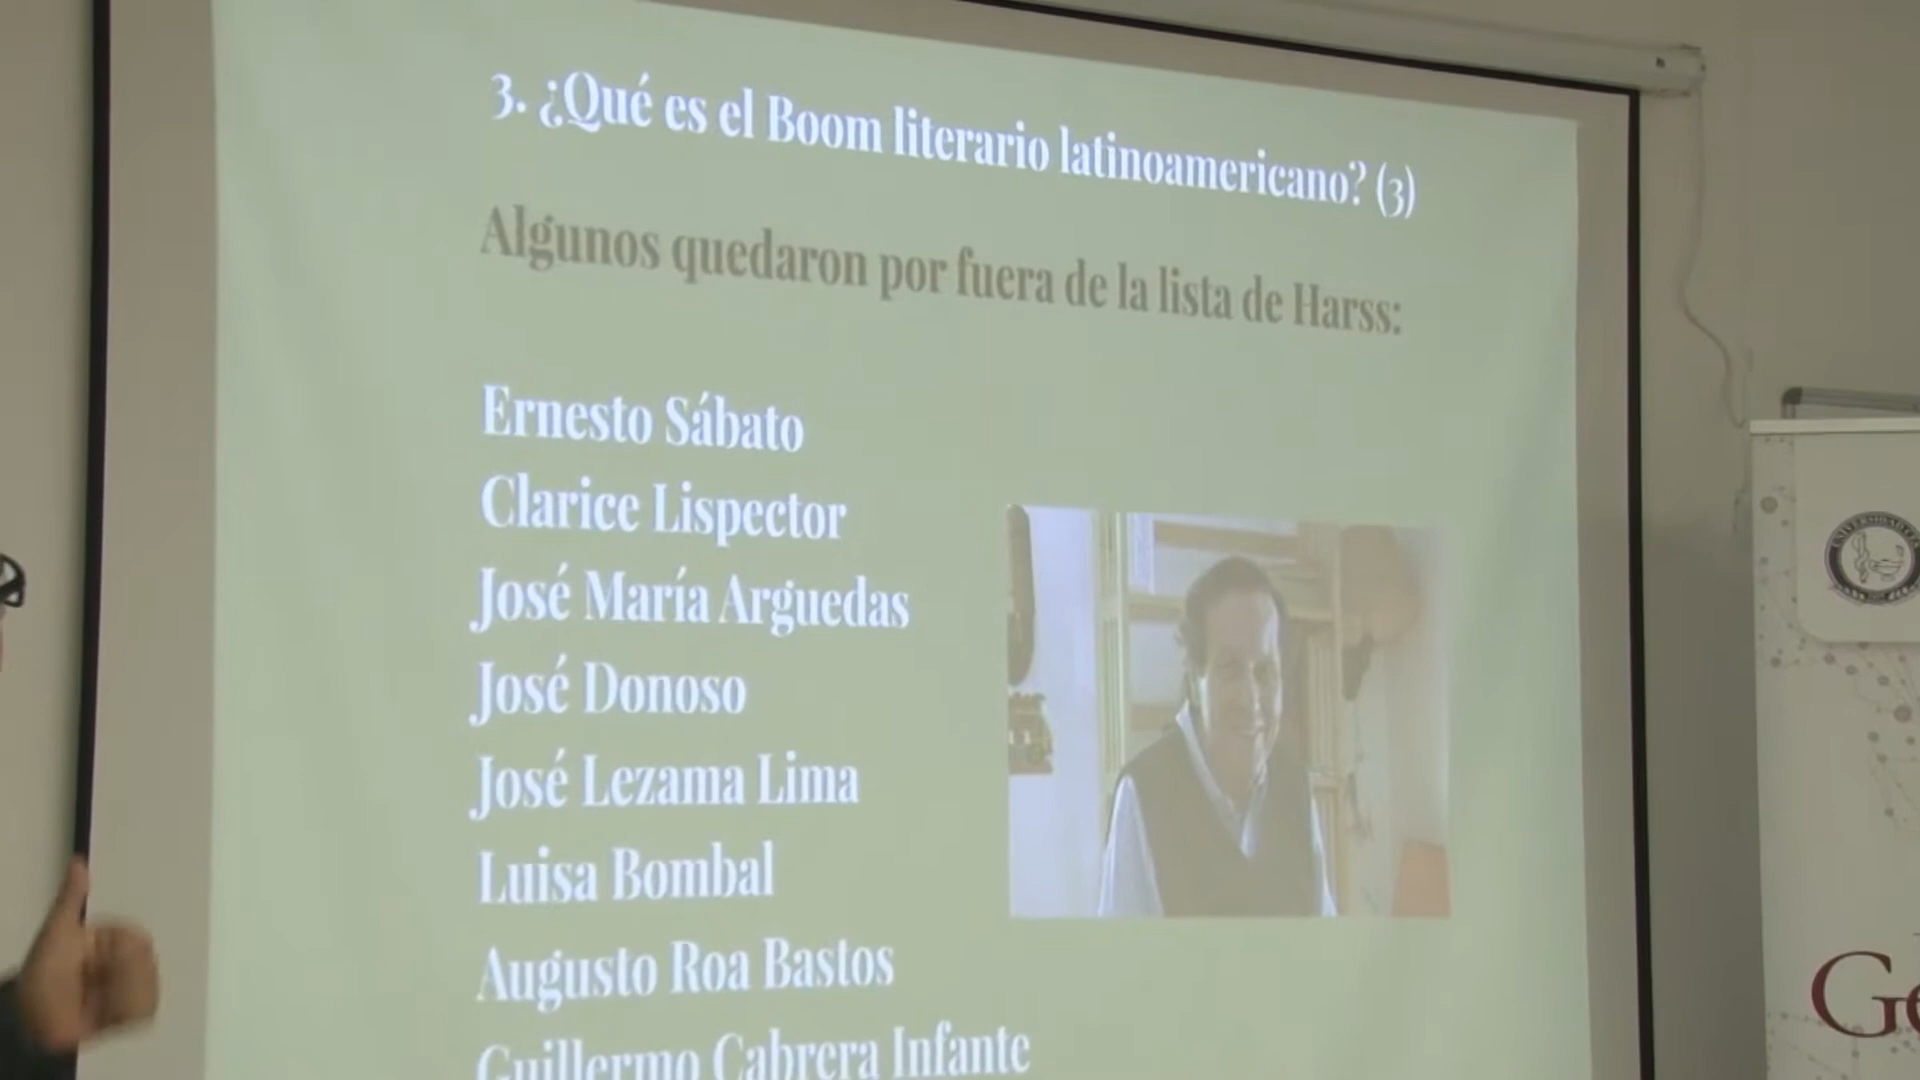 3. ¿Qué es el Boom literario latinoamericano? (3)
Algunos quedaron por fuera de la lista de Harss:
Ernesto Sábato
Clarice Lispector
José María Arguedas
José Donoso
José Lezama Lima
Luisa Bombal
Augusto Roa Bastos
Guillermo Cabrera Infante